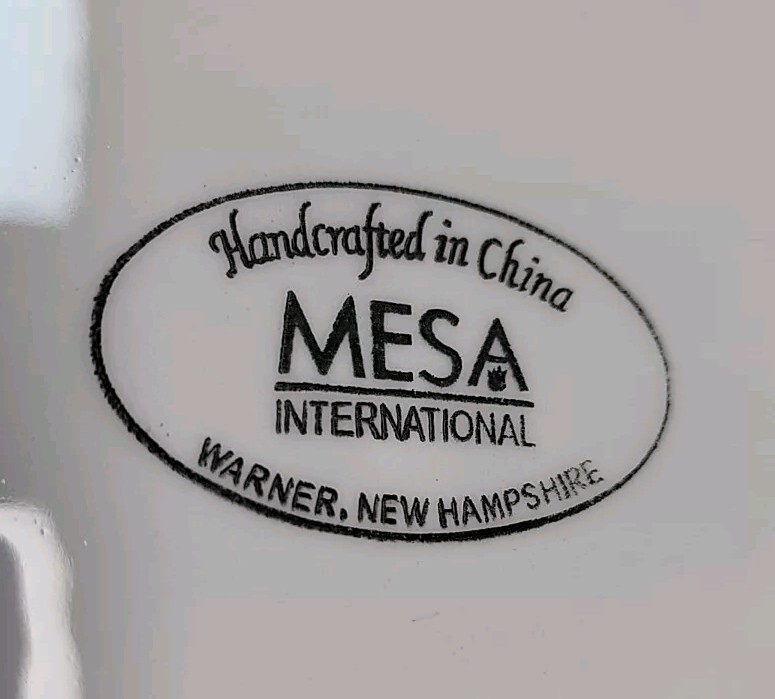 Handcrafted in China
MESA
INTERNATIONAL
WARNER. NEW HAMPSHIRE